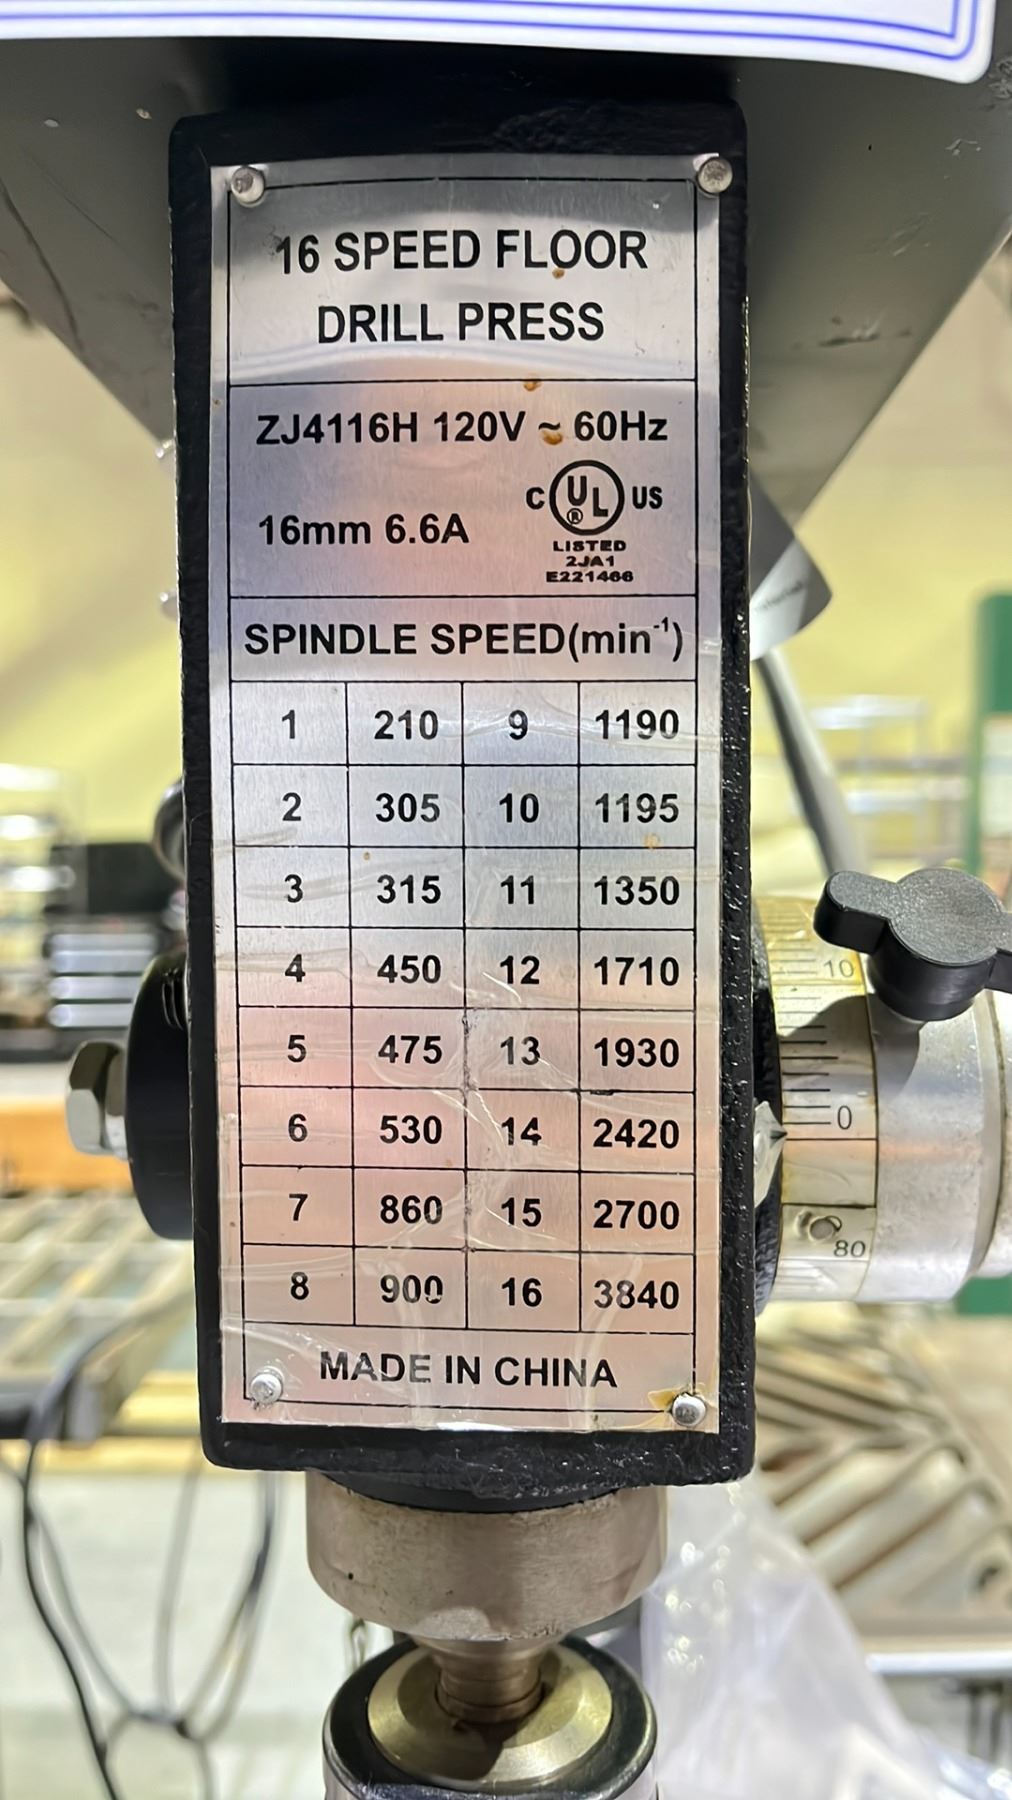 16 SPEED FLOOR
DRILL PRESS
ZJ4116H 120V ~ 60Hz
16mm 6.6A
C UL ® US
LISTED
2JA1
E221466
SPINDLE SPEED(min⁻¹)
1 210 9 1190
2 305 10 1195
3 315 11 1350
4 450 12 1710
5 475 13 1930
6 530 14 2420
7 860 15 2700
8 900 16 3840
MADE IN CHINA
10
0
80